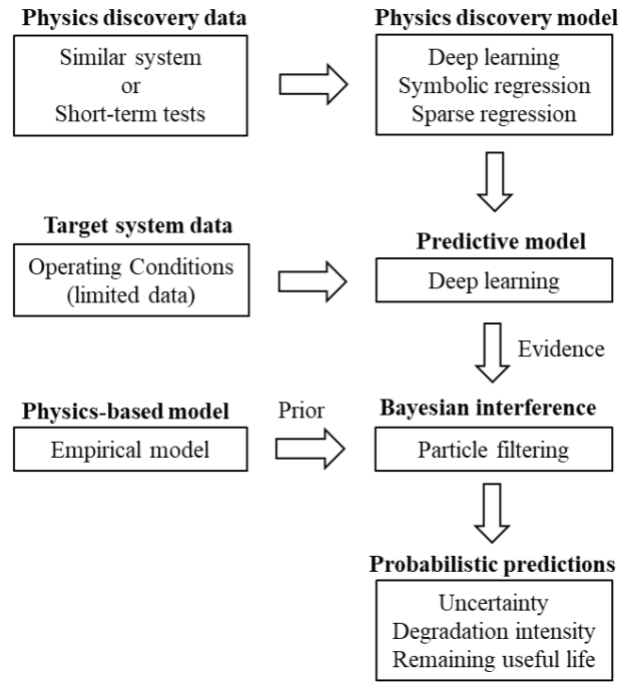 Physics discovery data
Similar system
or
Short-term tests
Physics discovery model
Deep learning
Symbolic regression
Sparse regression
Target system data
Operating Conditions
(limited data)
Predictive model
Deep learning
Evidence
Physics-based model
Empirical model
Prior
Bayesian interference
Particle filtering
Probabilistic predictions
Uncertainty
Degradation intensity
Remaining useful life